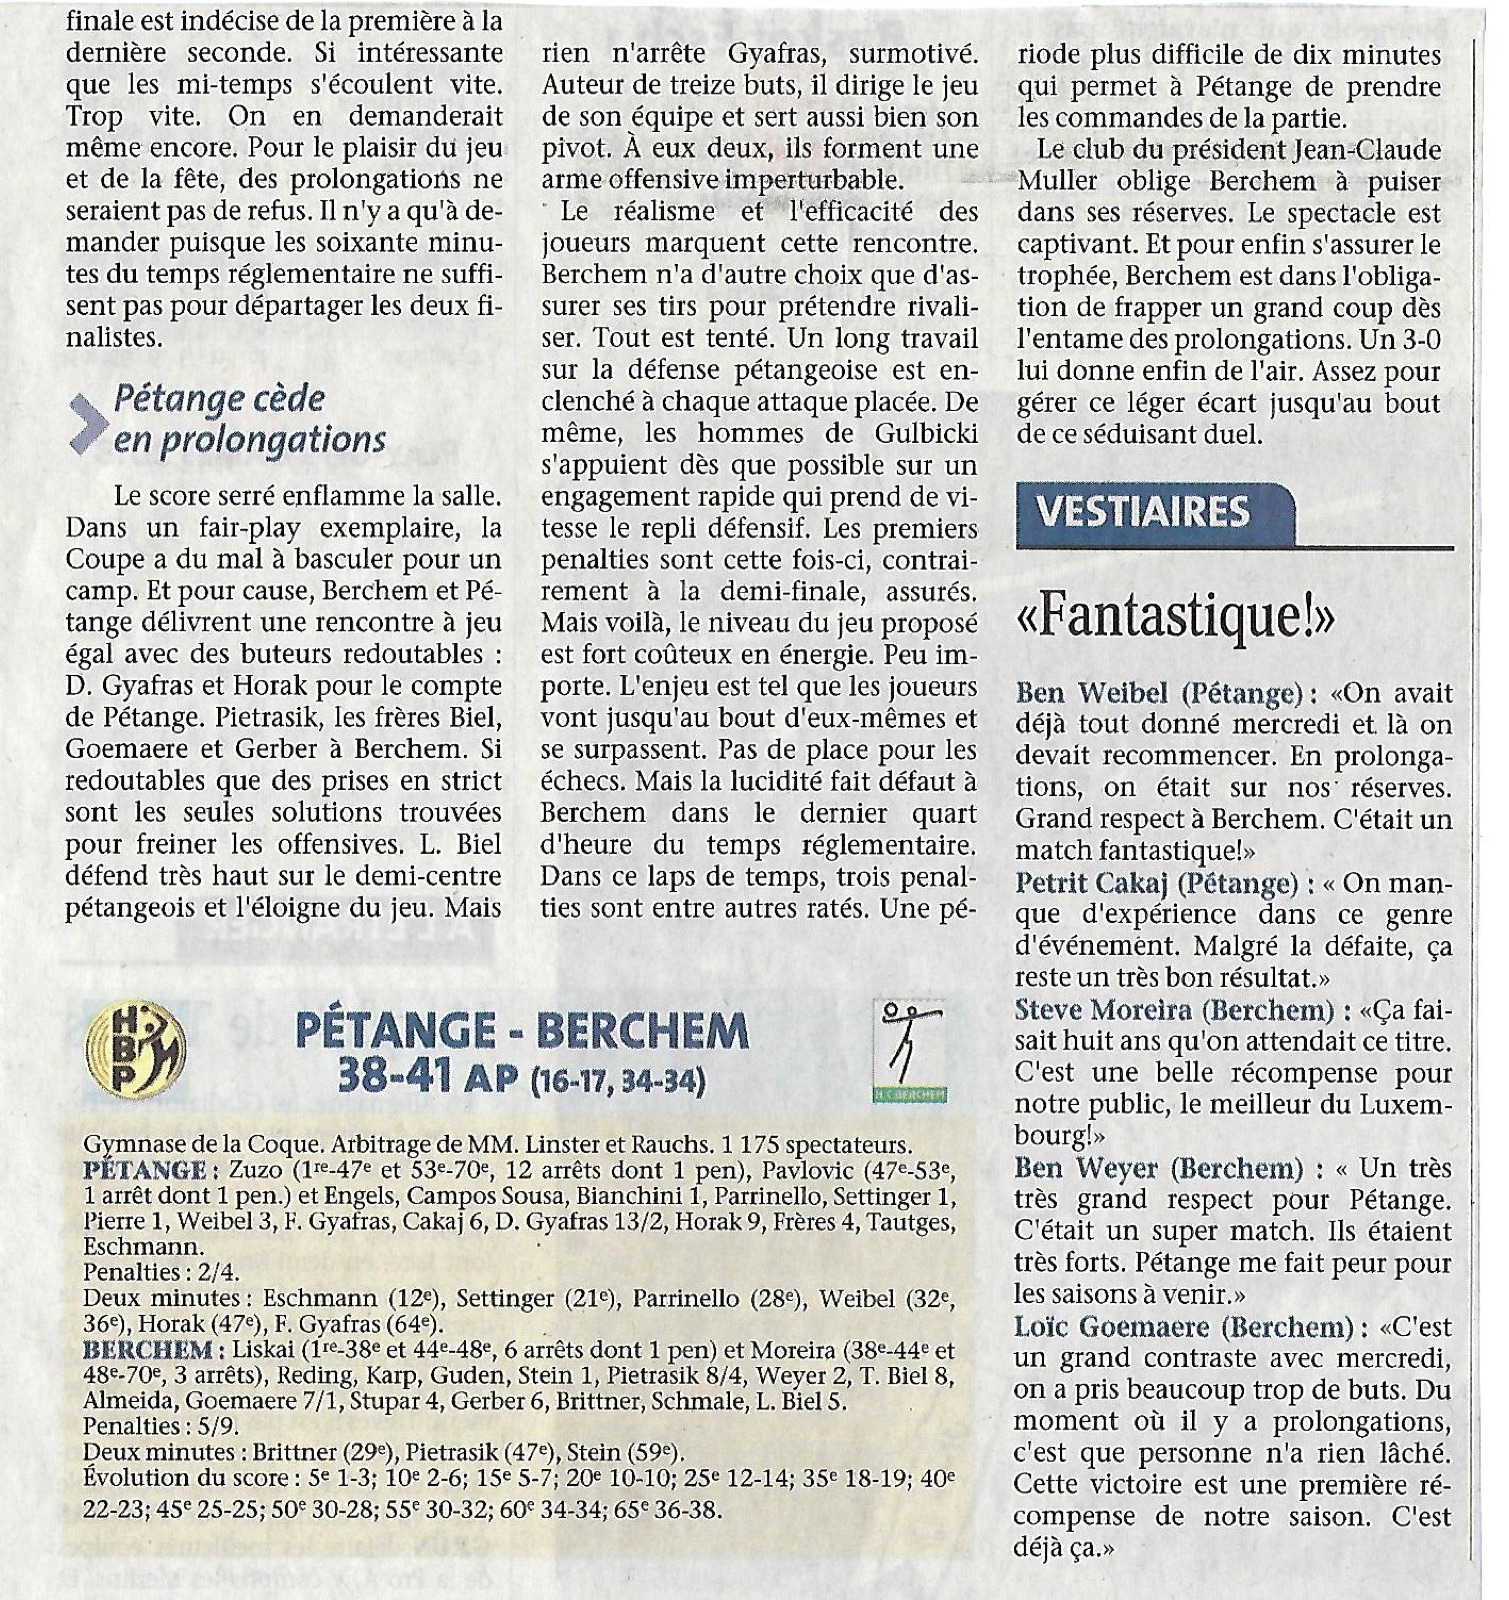 finale est indécise de la première à la
dernière seconde. Si intéressante
que les mi-temps s'écoulent vite.
Trop vite. On en demanderait
même encore. Pour le plaisir du jeu
et de la fête, des prolongations ne
seraient pas de refus. Il n'y a qu'à de-
mander puisque les soixante minu-
tes du temps réglementaire ne suffi-
sent pas pour départager les deux fi-
nalistes.
Pétange cède
en prolongations
Le score serré enflamme la salle.
Dans un fair-play exemplaire, la
Coupe a du mal à basculer pour un
camp. Et pour cause, Berchem et Pé-
tange délivrent une rencontre à jeu
égal avec des buteurs redoutables :
D. Gyafras et Horak pour le compte
de Pétange. Pietrasik, les frères Biel,
Goemaere et Gerber à Berchem. Si
redoutables que des prises en strict
sont les seules solutions trouvées
pour freiner les offensives. L. Biel
défend très haut sur le demi-centre
pétangeois et l'éloigne du jeu. Mais
rien n'arrête Gyafras, surmotivé.
Auteur de treize buts, il dirige le jeu
de son équipe et sert aussi bien son
pivot. À eux deux, ils forment une
arme offensive imperturbable.
Le réalisme et l'efficacité des
joueurs marquent cette rencontre.
Berchem n'a d'autre choix que d'as-
surer ses tirs pour prétendre rivali-
ser. Tout est tenté. Un long travail
sur la défense pétangeoise est en-
clenché à chaque attaque placée. De
même, les hommes de Gulbicki
s'appuient dès que possible sur un
engagement rapide qui prend de vi-
tesse le repli défensif. Les premiers
penalties sont cette fois-ci, contrai-
rement à la demi-finale, assurés.
Mais voilà, le niveau du jeu proposé
est fort coûteux en énergie. Peu im-
porte. L'enjeu est tel que les joueurs
vont jusqu'au bout d'eux-mêmes et
se surpassent. Pas de place pour les
échecs. Mais la lucidité fait défaut à
Berchem dans le dernier quart
d'heure du temps réglementaire.
Dans ce laps de temps, trois penal-
ties sont entre autres ratés. Une pé-
riode plus difficile de dix minutes
qui permet à Pétange de prendre
les commandes de la partie.
Le club du président Jean-Claude
Muller oblige Berchem à puiser
dans ses réserves. Le spectacle est
captivant. Et pour enfin s'assurer le
trophée, Berchem est dans l'obliga-
tion de frapper un grand coup dès
l'entame des prolongations. Un 3-0
lui donne enfin de l'air. Assez pour
gérer ce léger écart jusqu'au bout
de ce séduisant duel.
VESTIAIRES
«Fantastique!»
Ben Weibel (Pétange) : «On avait
déjà tout donné mercredi et là on
devait recommencer. En prolonga-
tions, on était sur nos réserves.
Grand respect à Berchem. C'était un
match fantastique!»
Petrit Cakaj (Pétange) : « On man-
que d'expérience dans ce genre
d'événement. Malgré la défaite, ça
reste un très bon résultat.»
Steve Moreira (Berchem) : «Ça fai-
sait huit ans qu'on attendait ce titre.
C'est une belle récompense pour
notre public, le meilleur du Luxem-
bourg!»
Ben Weyer (Berchem) : « Un très
très grand respect pour Pétange.
C'était un super match. Ils étaient
très forts. Pétange me fait peur pour
les saisons à venir.»
Loïc Goemaere (Berchem) : «C'est
un grand contraste avec mercredi,
on a pris beaucoup trop de buts. Du
moment où il y a prolongations,
c'est que personne n'a rien lâché.
Cette victoire est une première ré-
compense de notre saison. C'est
déjà ça.»
HBP
PÉTANGE - BERCHEM
38-41 AP (16-17, 34-34)
H.C BERCHEM
Gymnase de la Coque. Arbitrage de MM. Linster et Rauchs. 1 175 spectateurs.
PÉTANGE : Zuzo (1re-47e et 53e-70e, 12 arrêts dont 1 pen), Pavlovic (47e-53e,
1 arrêt dont 1 pen.) et Engels, Campos Sousa, Bianchini 1, Parrinello, Settinger 1,
Pierre 1, Weibel 3, F. Gyafras, Cakaj 6, D. Gyafras 13/2, Horak 9, Frères 4, Tautges,
Eschmann.
Penalties : 2/4.
Deux minutes : Eschmann (12e), Settinger (21e), Parrinello (28e), Weibel (32e,
36e), Horak (47e), F. Gyafras (64e).
BERCHEM : Liskai (1re-38e et 44e-48e, 6 arrêts dont 1 pen) et Moreira (38e-44e et
48e-70e, 3 arrêts), Reding, Karp, Guden, Stein 1, Pietrasik 8/4, Weyer 2, T. Biel 8,
Almeida, Goemaere 7/1, Stupar 4, Gerber 6, Brittner, Schmale, L. Biel 5.
Penalties : 5/9.
Deux minutes : Brittner (29e), Pietrasik (47e), Stein (59e).
Évolution du score : 5e 1-3; 10e 2-6; 15e 5-7; 20e 10-10; 25e 12-14; 35e 18-19; 40e
22-23; 45e 25-25; 50e 30-28; 55e 30-32; 60e 34-34; 65e 36-38.